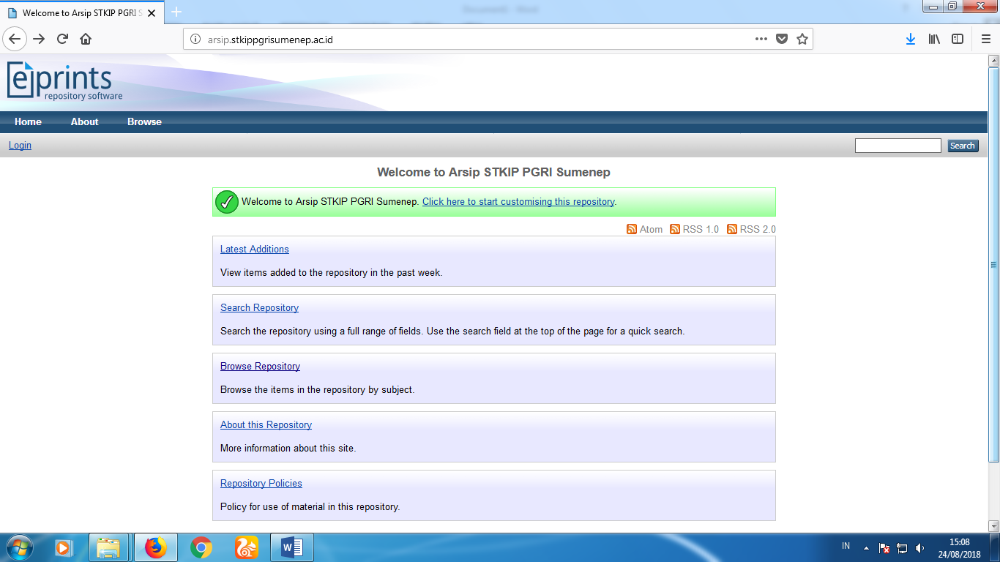 Welcome to Arsip STKIP PGRI S
arsip.stkippgrisumenep.ac.id
eprints
repository software
Home About Browse
Login Search
Welcome to Arsip STKIP PGRI Sumenep
Welcome to Arsip STKIP PGRI Sumenep. Click here to start customising this repository.
Atom RSS 1.0 RSS 2.0
Latest Additions
View items added to the repository in the past week.
Search Repository
Search the repository using a full range of fields. Use the search field at the top of the page for a quick search.
Browse Repository
Browse the items in the repository by subject.
About this Repository
More information about this site.
Repository Policies
Policy for use of material in this repository.
IN 15:08
24/08/2018